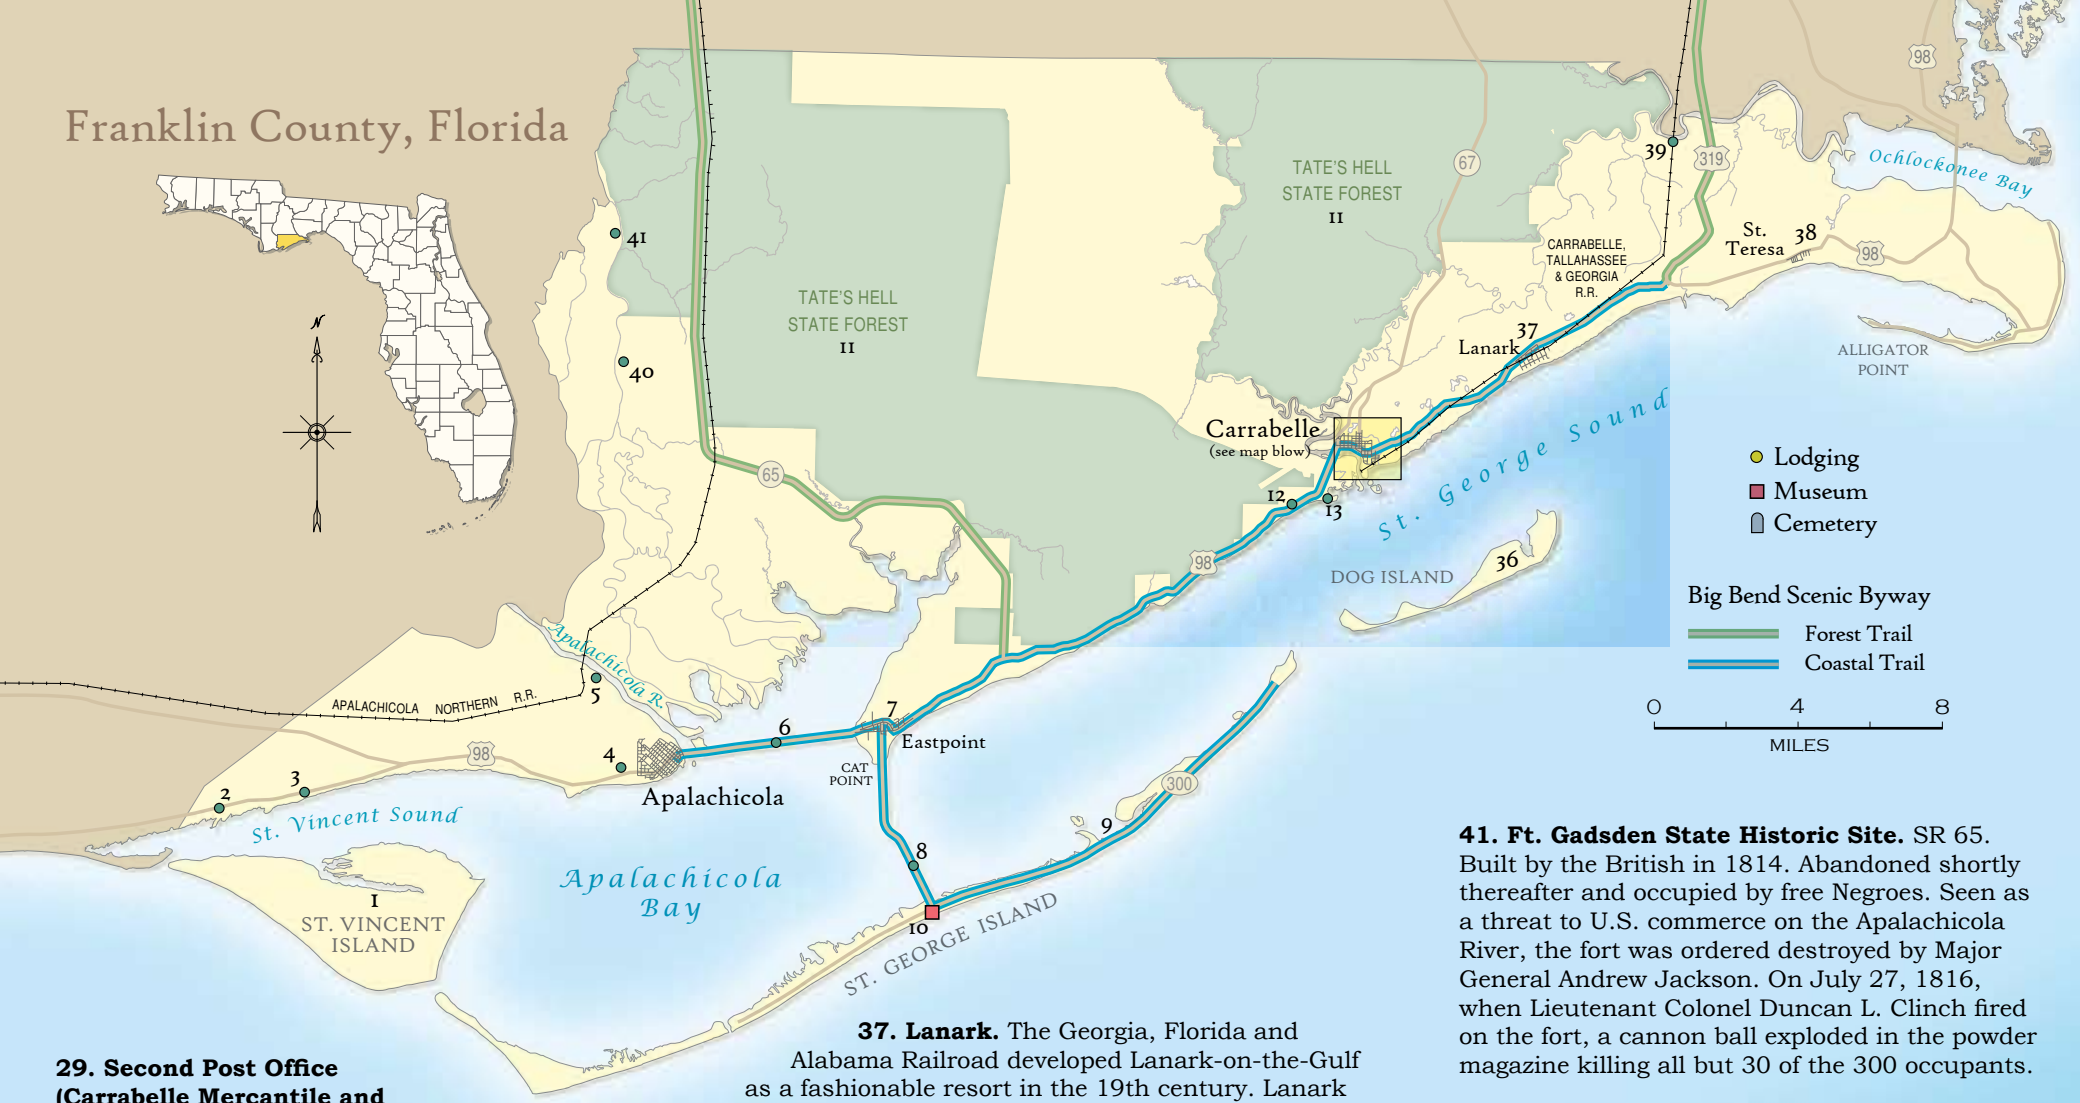 Franklin County, Florida
N
98
39
319
Ochlockonee Bay
67
TATE'S HELL
STATE FOREST
11
St.
Teresa
38
98
41
CARRABELLE,
TALLAHASSEE
& GEORGIA
R.R.
TATE'S HELL
STATE FOREST
11
37
Lanark
ALLIGATOR
POINT
40
Carrabelle
(see map blow)
St. George Sound
65
12
13
98
36
DOG ISLAND
Lodging
Museum
Cemetery
Big Bend Scenic Byway
Forest Trail
Coastal Trail
0 4 8
MILES
Apalachicola R.
5
APALACHICOLA NORTHERN R.R.
7
6
Eastpoint
98
4
CAT
POINT
3
2
Apalachicola
300
St. Vincent Sound
9
8
Apalachicola
Bay
1
ST. VINCENT
ISLAND
10
ST. GEORGE ISLAND
41. Ft. Gadsden State Historic Site. SR 65.
Built by the British in 1814. Abandoned shortly
thereafter and occupied by free Negroes. Seen as
a threat to U.S. commerce on the Apalachicola
River, the fort was ordered destroyed by Major
General Andrew Jackson. On July 27, 1816,
when Lieutenant Colonel Duncan L. Clinch fired
on the fort, a cannon ball exploded in the powder
magazine killing all but 30 of the 300 occupants.
37. Lanark. The Georgia, Florida and
Alabama Railroad developed Lanark-on-the-Gulf
as a fashionable resort in the 19th century. Lanark
29. Second Post Office
(Carrabelle Mercantile and